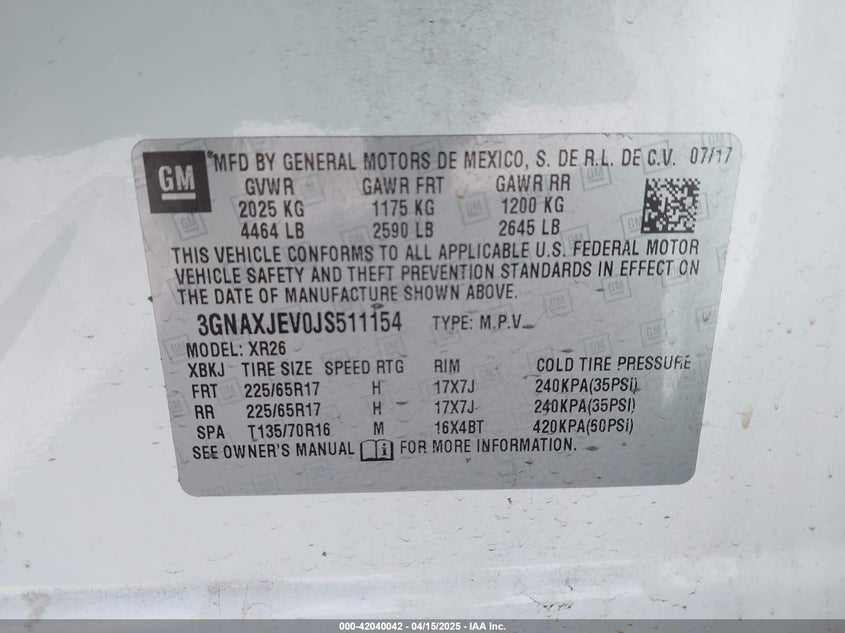 GM
*MFD BY GENERAL MOTORS DE MEXICO, S. DE R.L. DE C.V. 07/17
GVWR GAWR FRT GAWR RR
2025 KG 1175 KG 1200 KG
4464 LB 2590 LB 2645 LB
THIS VEHICLE CONFORMS TO ALL APPLICABLE U.S. FEDERAL MOTOR
VEHICLE SAFETY AND THEFT PREVENTION STANDARDS IN EFFECT ON
THE DATE OF MANUFACTURE SHOWN ABOVE.
3GNAXJEV0JS511154 TYPE: M.P.V.
MODEL: XR26
XBKJ TIRE SIZE SPEED RTG RIM COLD TIRE PRESSURE
FRT 225/65R17 H 17X7J 240KPA(35PSI)
RR 225/65R17 H 17X7J 240KPA(35PSI)
SPA T135/70R16 M 16X4BT 420KPA(60PSI)
SEE OWNER'S MANUAL i FOR MORE INFORMATION.
000-42040042 - 04/15/2025 - IAA Inc.